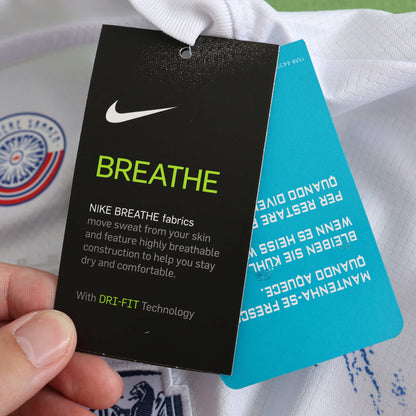 BREATHE
NIKE BREATHE fabrics
move sweat from your skin
and feature highly breathable
construction to help you stay
dry and comfortable.
With DRI-FIT Technology
PER RESTARE
QUANDO DIVE
BLEIBEN SIE KÜHL
WENN ES HEISS
MANTENHA-SE FRESCO
QUANDO AQUECE.